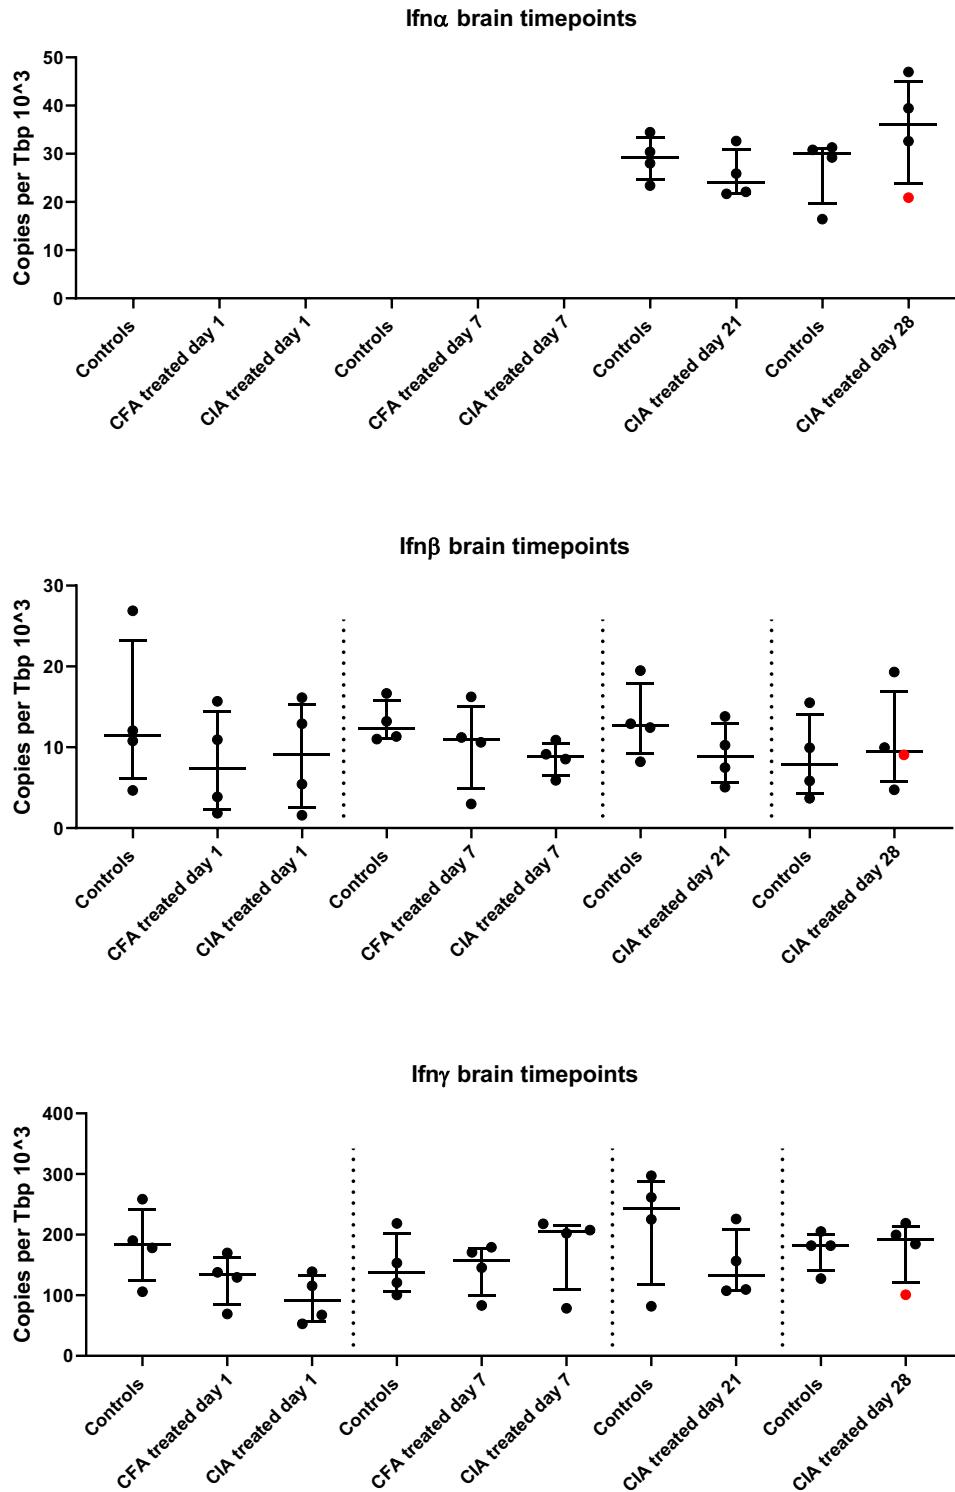 Ifnα brain timepoints
Copies per Tbp 10^3
50
40
30
20
10
0
Controls
CFA treated day 1
CIA treated day 1
Controls
CFA treated day 7
CIA treated day 7
Controls
CIA treated day 21
Controls
CIA treated day 28
Ifnβ brain timepoints
Copies per Tbp 10^3
30
20
10
0
Controls
CFA treated day 1
CIA treated day 1
Controls
CFA treated day 7
CIA treated day 7
Controls
CIA treated day 21
Controls
CIA treated day 28
Ifnγ brain timepoints
Copies per Tbp 10^3
400
300
200
100
0
Controls
CFA treated day 1
CIA treated day 1
Controls
CFA treated day 7
CIA treated day 7
Controls
CIA treated day 21
Controls
CIA treated day 28